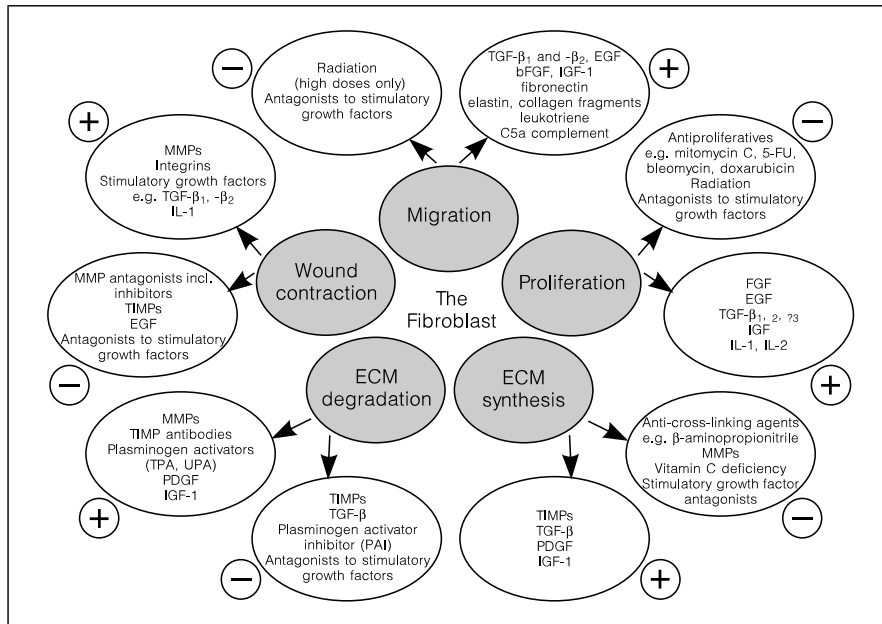 −
Radiation
(high doses only)
Antagonists to stimulatory
growth factors
TGF-β₁ and -β₂, EGF
bFGF, IGF-1
fibronectin
elastin, collagen fragments
leukotriene
C5a complement
+
+
MMPs
Integrins
Stimulatory growth factors
e.g. TGF-β₁, -β₂
IL-1
−
Antiproliferatives
e.g. mitomycin C, 5-FU,
bleomycin, doxarubicin
Radiation
Antagonists to stimulatory
growth factors
Migration
Wound
contraction
Proliferation
The
Fibroblast
MMP antagonists incl.
inhibitors
TIMPs
EGF
Antagonists to stimulatory
growth factors
−
FGF
EGF
TGF-β₁, ₂, ?₃
IGF
IL-1, IL-2
+
ECM
degradation
ECM
synthesis
MMPs
TIMP antibodies
Plasminogen activators
(TPA, UPA)
PDGF
IGF-1
+
Anti-cross-linking agents
e.g. β-aminopropionitrile
MMPs
Vitamin C deficiency
Stimulatory growth factor
antagonists
−
TIMPs
TGF-β
Plasminogen activator
inhibitor (PAI)
Antagonists to stimulatory
growth factors
−
TIMPs
TGF-β
PDGF
IGF-1
+